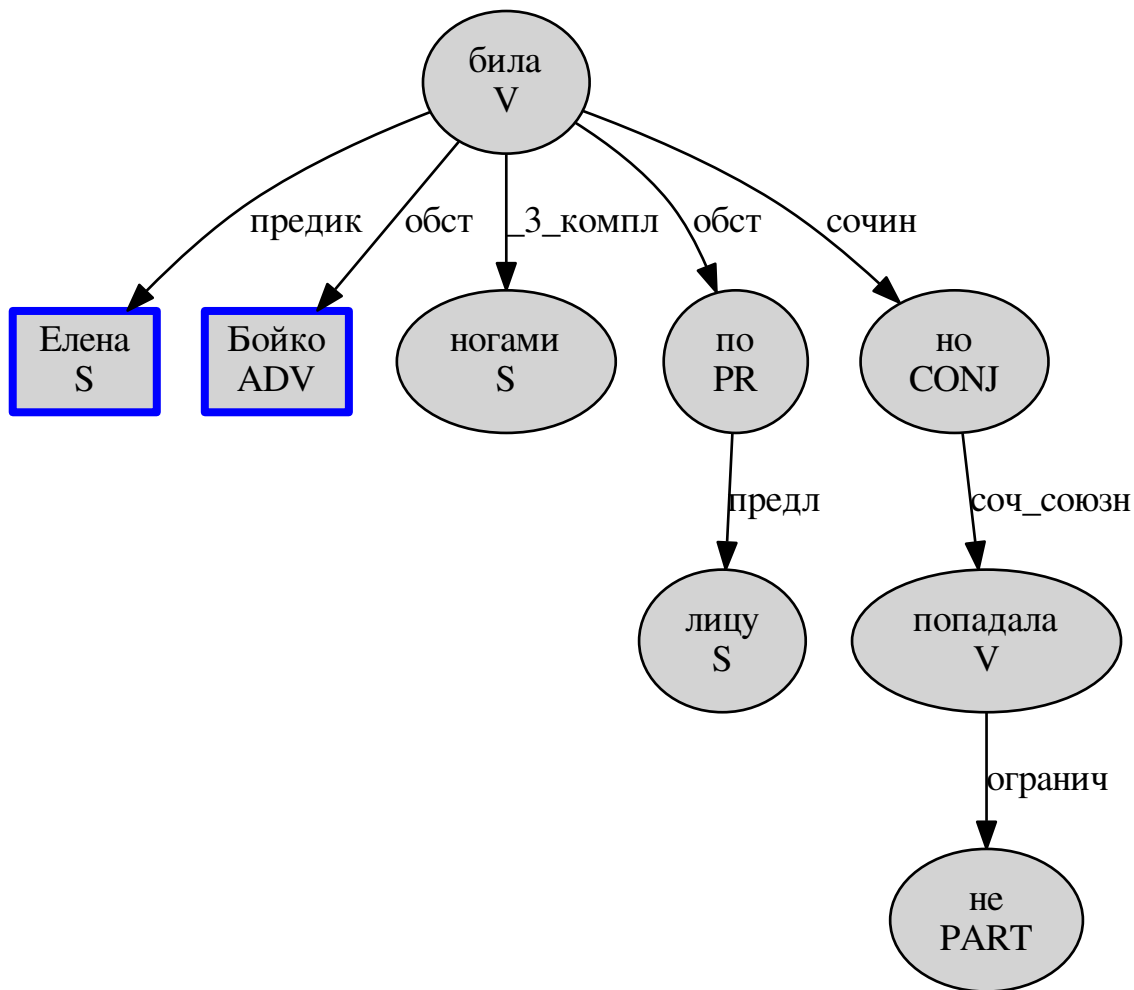 била
V
предик
обст
_3_компл
обст
сочин
Елена
S
Бойко
ADV
ногами
S
по
PR
но
CONJ
предл
соч_союзн
лицу
S
попадала
V
огранич
не
PART